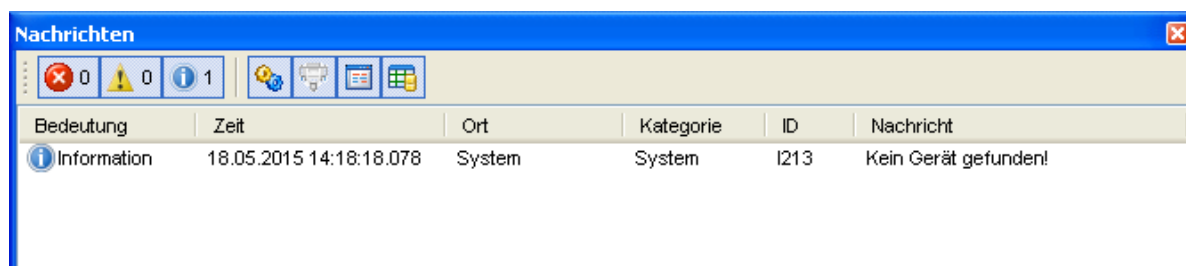 Nachrichten
0 0 1
Bedeutung Zeit Ort Kategorie ID Nachricht
Information 18.05.2015 14:18:18.078 System System I213 Kein Gerät gefunden!